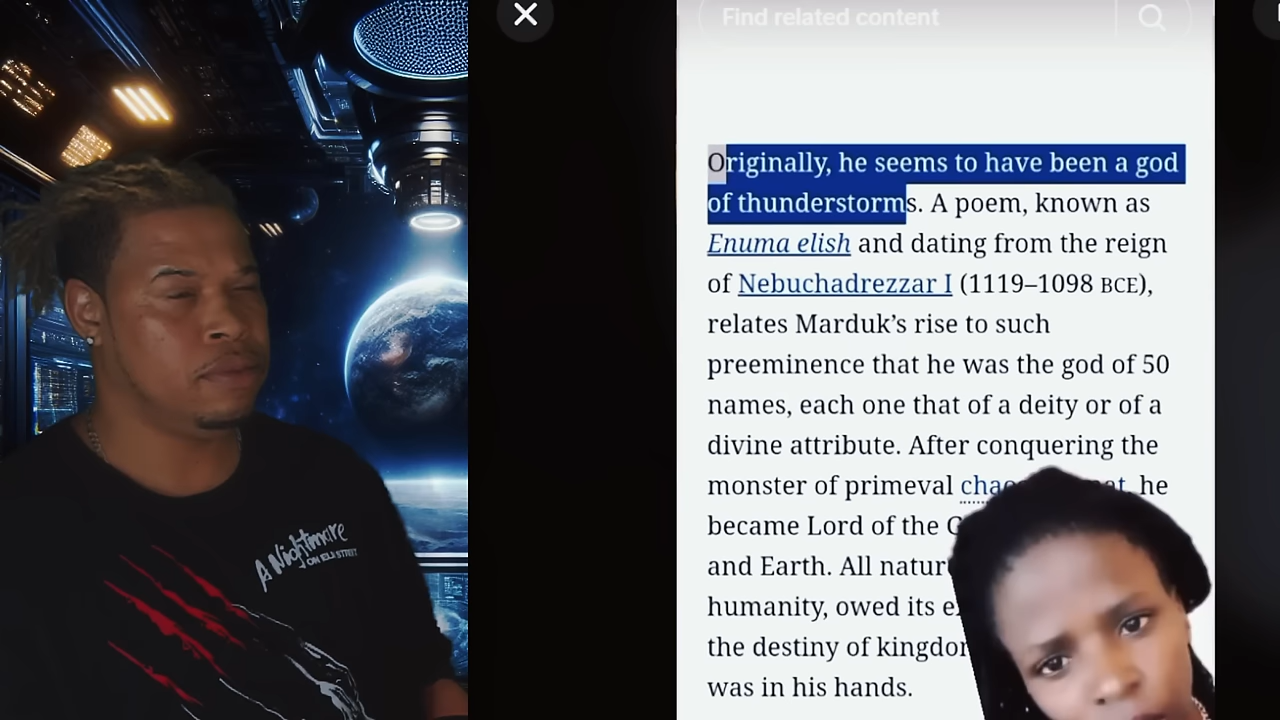 Find related content
Originally, he seems to have been a god
of thunderstorms. A poem, known as
Enuma elish and dating from the reign
of Nebuchadrezzar I (1119–1098 BCE),
relates Marduk’s rise to such
preeminence that he was the god of 50
names, each one that of a deity or of a
divine attribute. After conquering the
monster of primeval he
became Lord of the
and Earth. All
humanity, owed its
the destiny of
was in his hands.
A Nightmare
ON ELM STREET